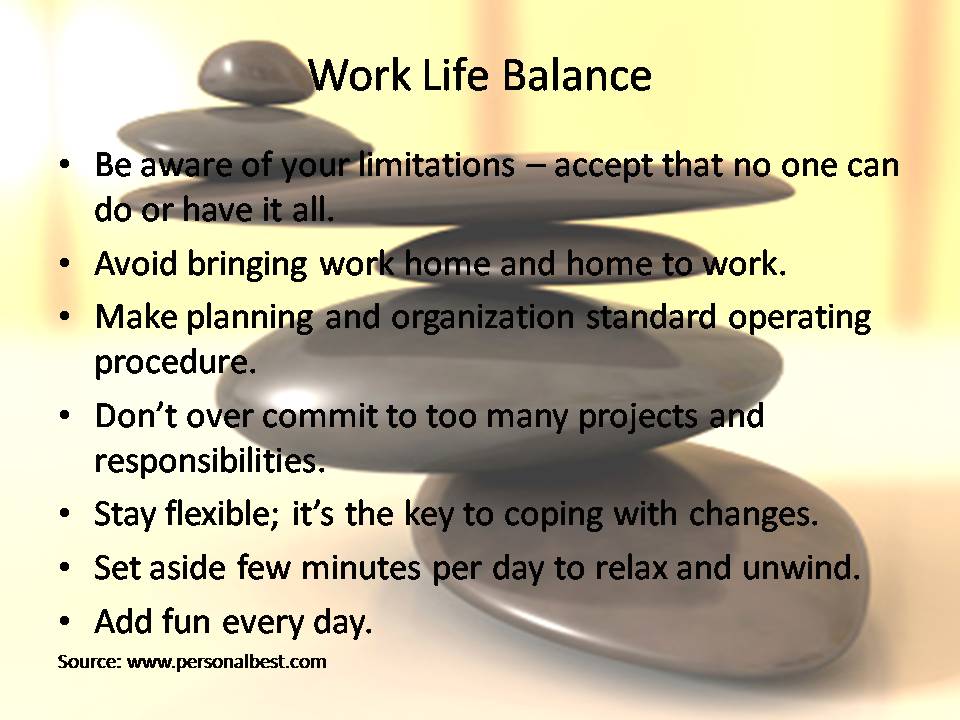 Work Life Balance
• Be aware of your limitations – accept that no one can
do or have it all.
• Avoid bringing work home and home to work.
• Make planning and organization standard operating
procedure.
• Don’t over commit to too many projects and
responsibilities.
• Stay flexible; it’s the key to coping with changes.
• Set aside few minutes per day to relax and unwind.
• Add fun every day.
Source: www.personalbest.com